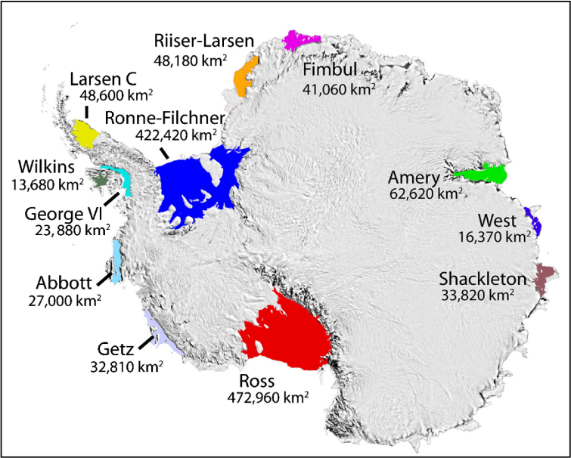 Riiser-Larsen
48,180 km²
Fimbul
41,060 km²
Larsen C
48,600 km²
Ronne-Filchner
422,420 km²
Wilkins
13,680 km²
Amery
62,620 km²
George VI
23,880 km²
West
16,370 km²
Abbott
27,000 km²
Shackleton
33,820 km²
Getz
32,810 km²
Ross
472,960 km²